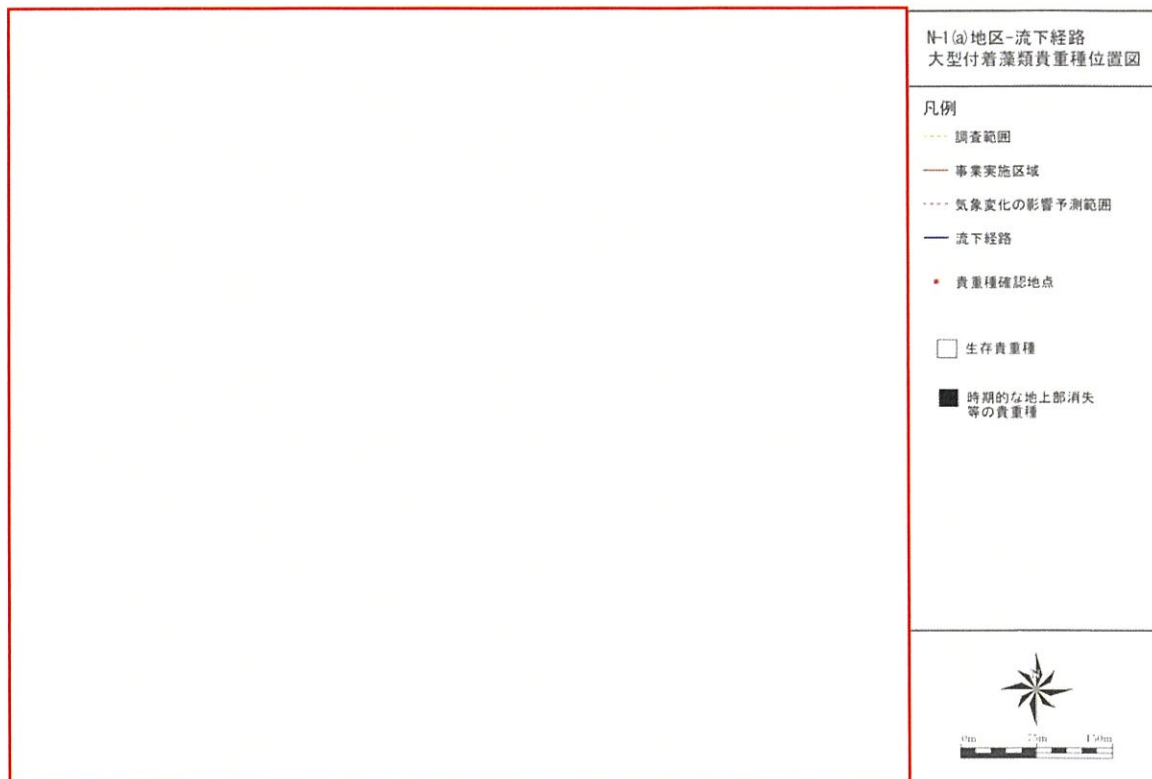 N-1(a)地区-流下経路
大型付着藻類貴重種位置図
凡例
調査範囲
事業実施区域
気象変化の影響予測範囲
流下経路
貴重種確認地点
生存貴重種
時期的な地上部消失
等の貴重種
N
0m 75m 150m